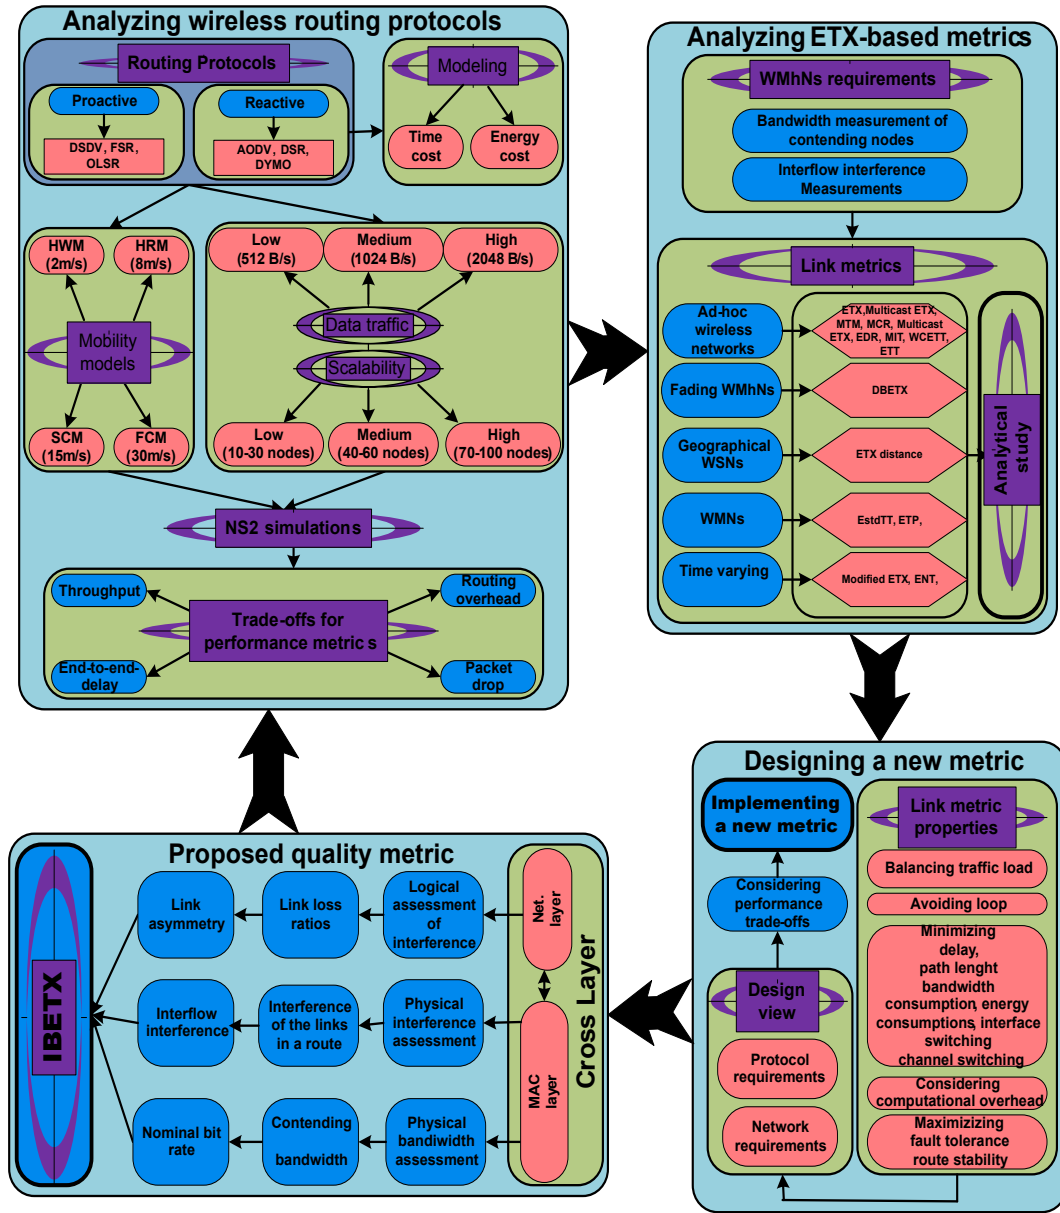 Analyzing wireless routing protocols
Routing Protocols
Proactive
DSDV, FSR,
OLSR
Reactive
AODV, DSR,
DYMO
Modeling
Time
cost
Energy
cost
HWM
(2m/s)
HRM
(8m/s)
Mobility
models
SCM
(15m/s)
FCM
(30m/s)
Low
(512 B/s)
Medium
(1024 B/s)
High
(2048 B/s)
Data traffic
Scalability
Low
(10-30 nodes)
Medium
(40-60 nodes)
High
(70-100 nodes)
NS2 simulations
Throughput
Routing
overhead
Trade-offs for
performance metric s
End-to-end-
delay
Packet
drop
Analyzing ETX-based metrics
WMhNs requirements
Bandwidth measurement of
contending nodes
Interflow interference
Measurements
Link metrics
Ad-hoc
wireless
networks
ETX,Multicast ETX,
MTM, MCR, Multicast
ETX, EDR, MIT, WCETT,
ETT
Fading WMhNs
DBETX
Geographical
WSNs
ETX distance
WMNs
EstdTT, ETP,
Time varying
Modified ETX, ENT,
Analytical
study
Designing a new metric
Implementing
a new metric
Considering
performance
trade-offs
Design
view
Protocol
requirements
Network
requirements
Link metric
properties
Balancing traffic load
Avoiding loop
Minimizing
delay,
path lenght
bandwidth
consumption, energy
consumptions, interface
switching
channel switching
Considering
computational overhead
Maximizizing
fault tolerance
route stability
Proposed quality metric
IBETX
Link
asymmetry
Link loss
ratios
Logical
assessment of
interference
Net.
layer
Interflow
interference
Interference
of the links
in a route
Physical
interference
assessment
MAC
layer
Nominal bit
rate
Contending
bandwidth
Physical
bandwidth
assessment
Cross Layer